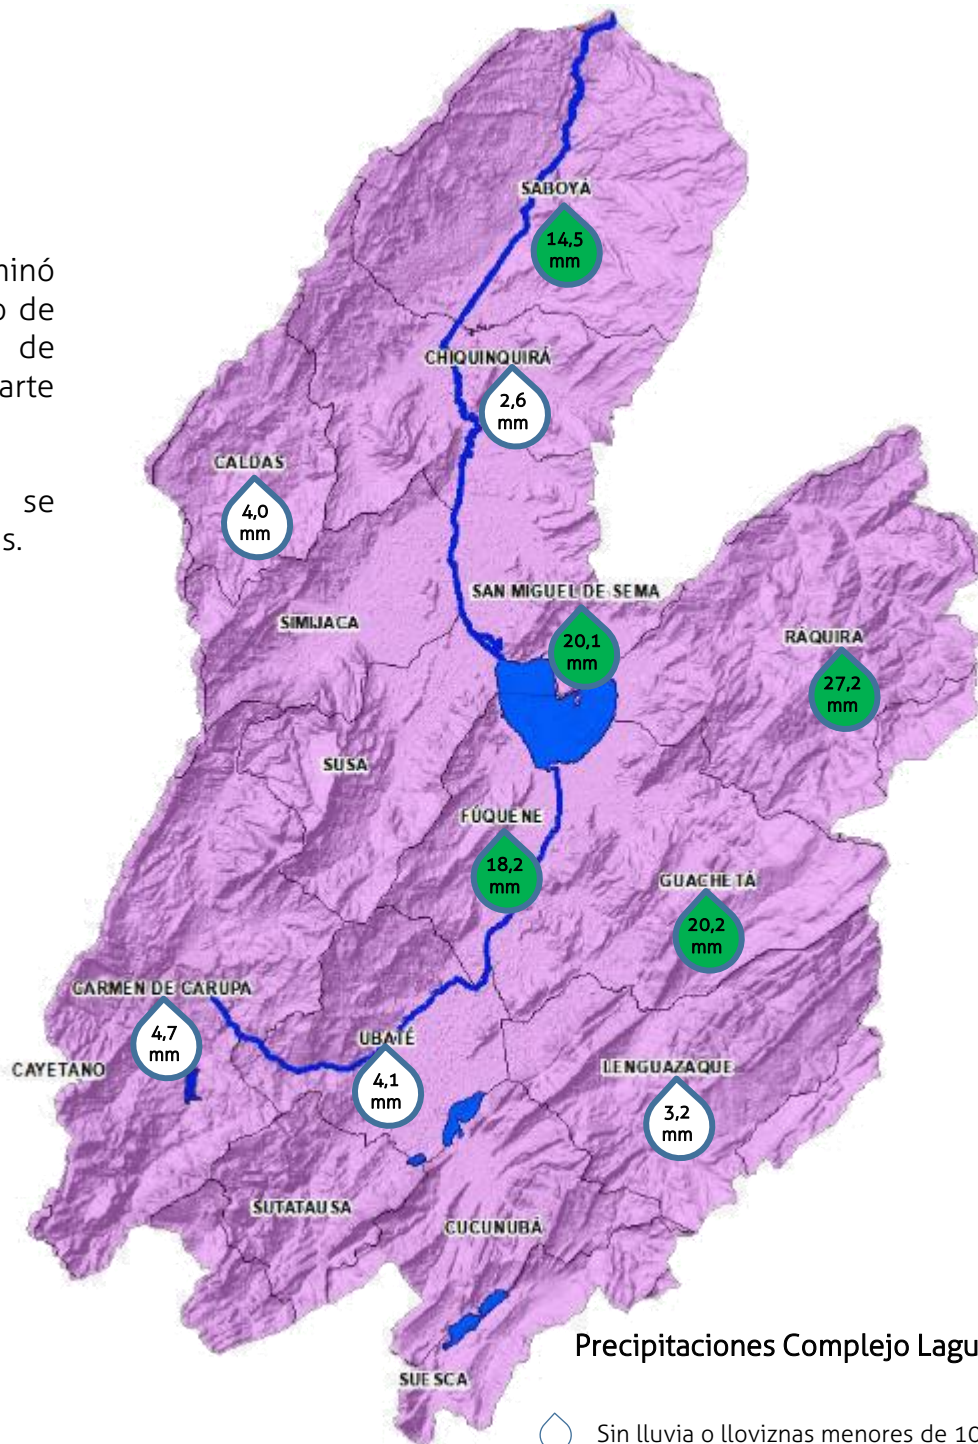 minó
o de
de
arte
se
s.
SABOYÁ
14,5
mm
CHIQUINQUIRÁ
2,6
mm
CALDAS
4,0
mm
SAN MIGUEL DE SEMA
20,1
mm
SIMIJACA
RÁQUIRA
27,2
mm
SUSA
FÚQUENE
18,2
mm
GUACHETÁ
20,2
mm
CARMEN DE CARUPA
4,7
mm
UBATÉ
4,1
mm
CAYETANO
LENGUAZAQUE
3,2
mm
SUTATAUSA
CUCUNUBÁ
Precipitaciones Complejo Lagu
SUESCA
Sin lluvia o lloviznas menores de 10